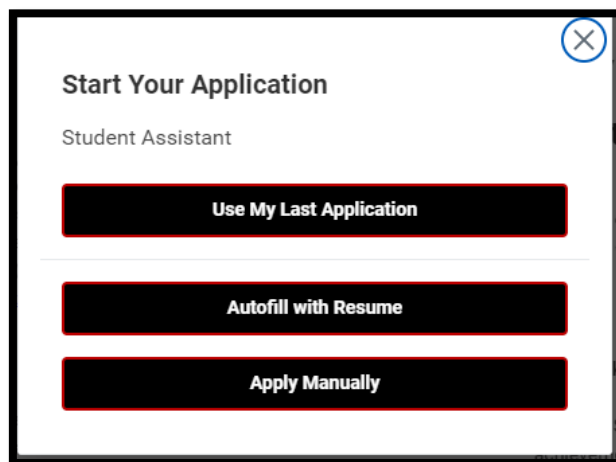 Start Your Application
Student Assistant
Use My Last Application
Autofill with Resume
Apply Manually